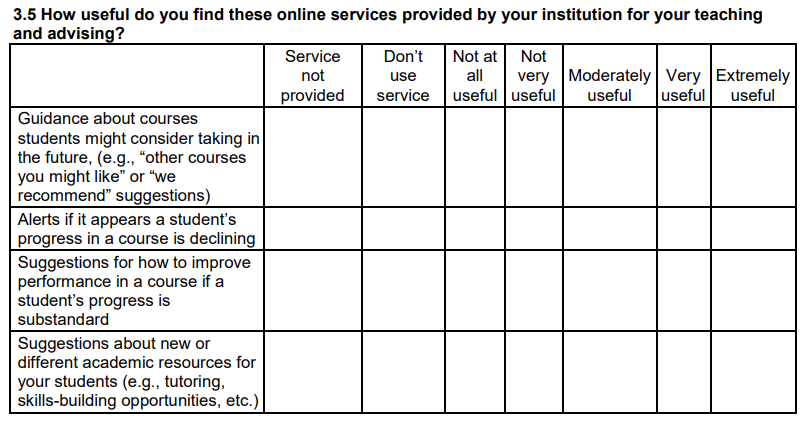 3.5 How useful do you find these online services provided by your institution for your teaching
and advising?
Service not provided
Don’t use service
Not at all useful
Not very useful
Moderately useful
Very useful
Extremely useful
Guidance about courses
students might consider taking in
the future, (e.g., “other courses
you might like” or “we
recommend” suggestions)
Alerts if it appears a student’s
progress in a course is declining
Suggestions for how to improve
performance in a course if a
student’s progress is
substandard
Suggestions about new or
different academic resources for
your students (e.g., tutoring,
skills-building opportunities, etc.)